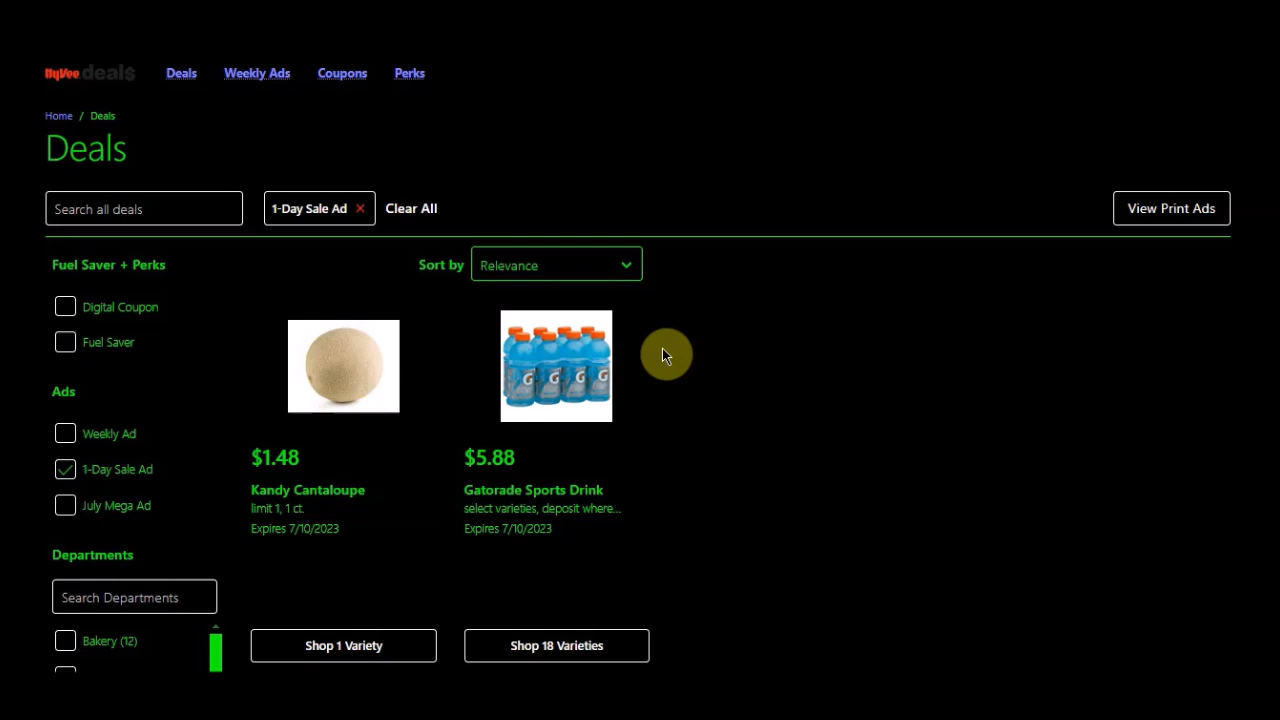 HyVee deals Deals Weekly Ads Coupons Perks
Home / Deals
Deals
Search all deals 1-Day Sale Ad × Clear All View Print Ads
Fuel Saver + Perks Sort by Relevance
Digital Coupon
Fuel Saver
Ads
Weekly Ad
1-Day Sale Ad
July Mega Ad
Departments
Search Departments
Bakery (12)
$1.48
Kandy Cantaloupe
limit 1, 1 ct.
Expires 7/10/2023
Shop 1 Variety
G G G G
$5.88
Gatorade Sports Drink
select varieties, deposit where...
Expires 7/10/2023
Shop 18 Varieties